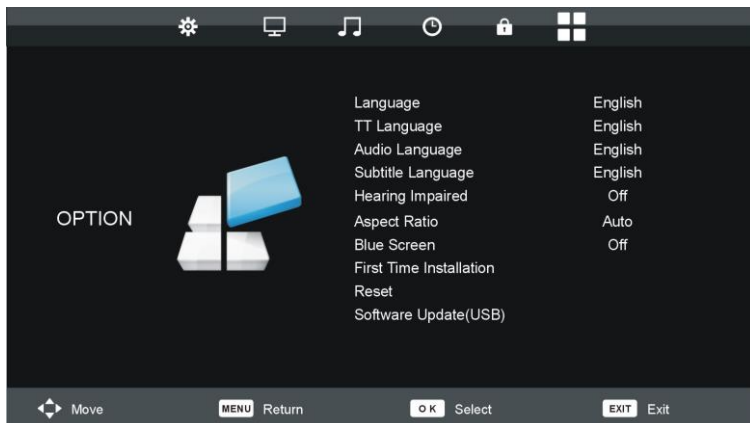 Language English
TT Language English
Audio Language English
Subtitle Language English
Hearing Impaired Off
OPTION
Aspect Ratio Auto
Blue Screen Off
First Time Installation
Reset
Software Update(USB)
Move MENU Return OK Select EXIT Exit